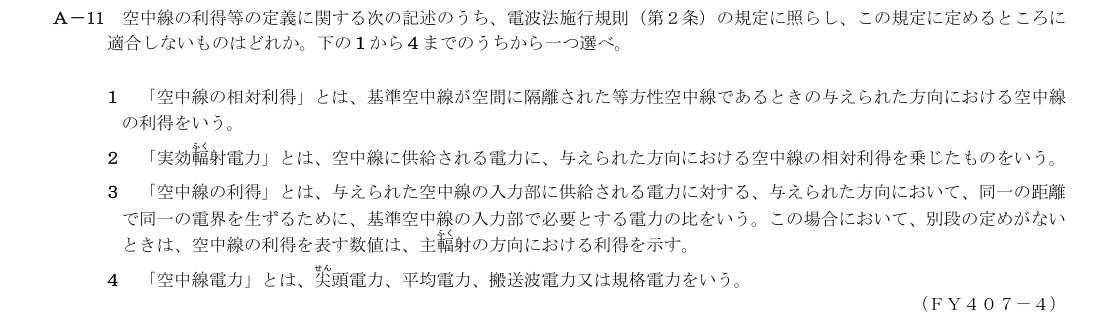 A－11　空中線の利得等の定義に関する次の記述のうち、電波法施行規則（第２条）の規定に照らし、この規定に定めるところに
適合しないものはどれか。下の1から4までのうちから一つ選べ。
1　「空中線の相対利得」とは、基準空中線が空間に隔離された等方性空中線であるときの与えられた方向における空中線
の利得をいう。
ふく
2　「実効輻射電力」とは、空中線に供給される電力に、与えられた方向における空中線の相対利得を乗じたものをいう。
3　「空中線の利得」とは、与えられた空中線の入力部に供給される電力に対する、与えられた方向において、同一の距離
で同一の電界を生ずるために、基準空中線の入力部で必要とする電力の比をいう。この場合において、別段の定めがない
ふく
ときは、空中線の利得を表す数値は、主輻射の方向における利得を示す。
せん
4　「空中線電力」とは、尖頭電力、平均電力、搬送波電力又は規格電力をいう。
（ＦＹ４０７－４）